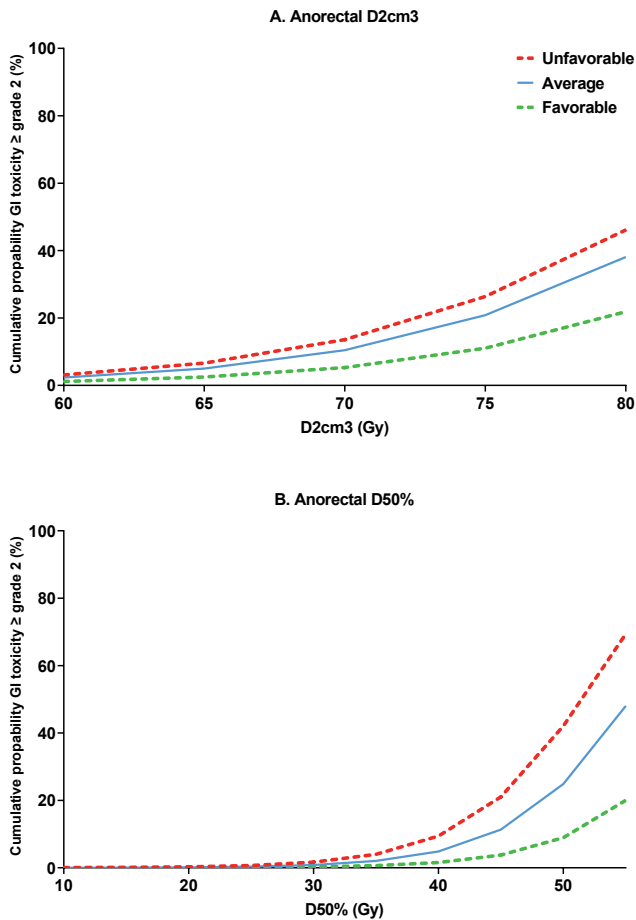 A. Anorectal D2cm3
Cumulative propability GI toxicity ≥ grade 2 (%)
100
80
60
40
20
0
Unfavorable
Average
Favorable
60 65 70 75 80
D2cm3 (Gy)
B. Anorectal D50%
Cumulative propability GI toxicity ≥ grade 2 (%)
100
80
60
40
20
0
10 20 30 40 50
D50% (Gy)